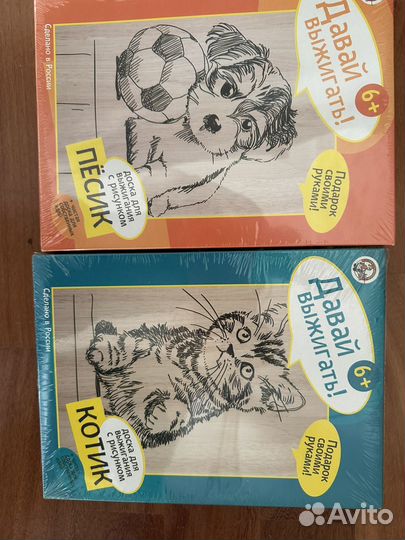 Сделано в России
Давай
выжигать!
6+
Подарок
своими
руками!
доска для
выжигания
с рисунком
ПЁСИК
Сделано в России
Давай
выжигать!
6+
Подарок
своими
руками!
доска для
выжигания
с рисунком
КОТИК
Avito